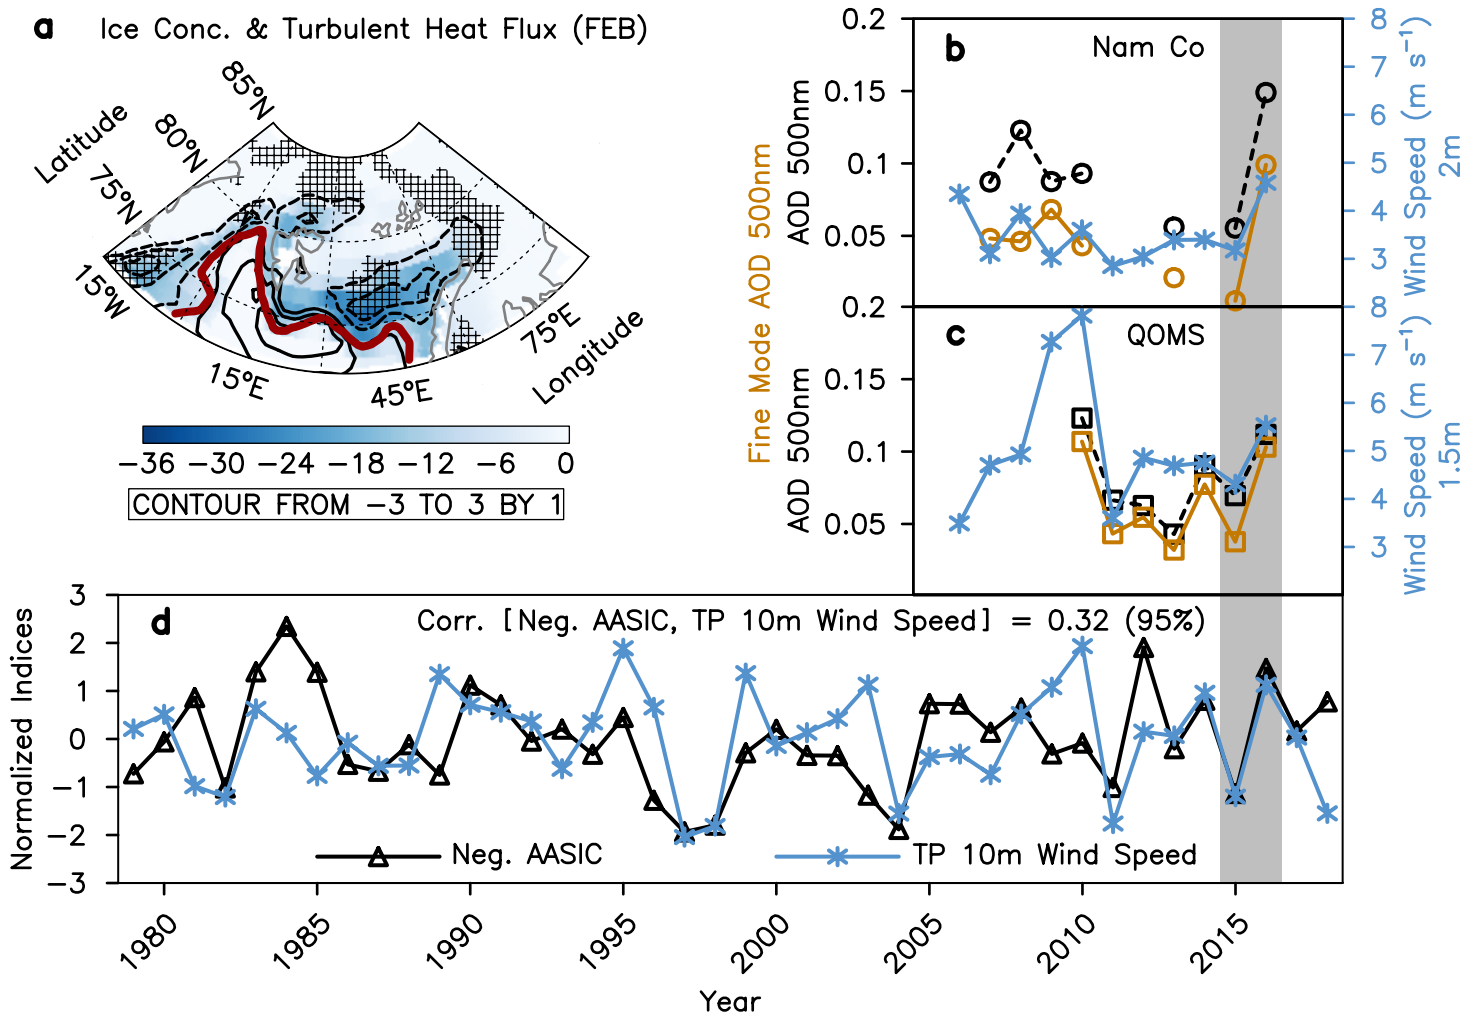 a Ice Conc. & Turbulent Heat Flux (FEB)
85°N
80°N
75°N
Latitude
15°W
15°E
45°E
75°E
Longitude
−36 −30 −24 −18 −12 −6 0
CONTOUR FROM −3 TO 3 BY 1
b Nam Co
0.2
0.15
0.1
0.05
Fine Mode AOD 500nm
AOD 500nm
8
7
6
5
4
3
Wind Speed (m s⁻¹)
2m
c QOMS
0.2
0.15
0.1
0.05
AOD 500nm
8
7
6
5
4
3
Wind Speed (m s⁻¹)
1.5m
d Corr. [Neg. AASIC, TP 10m Wind Speed] = 0.32 (95%)
3
2
1
0
−1
−2
−3
Normalized Indices
Neg. AASIC TP 10m Wind Speed
1980 1985 1990 1995 2000 2005 2010 2015
Year